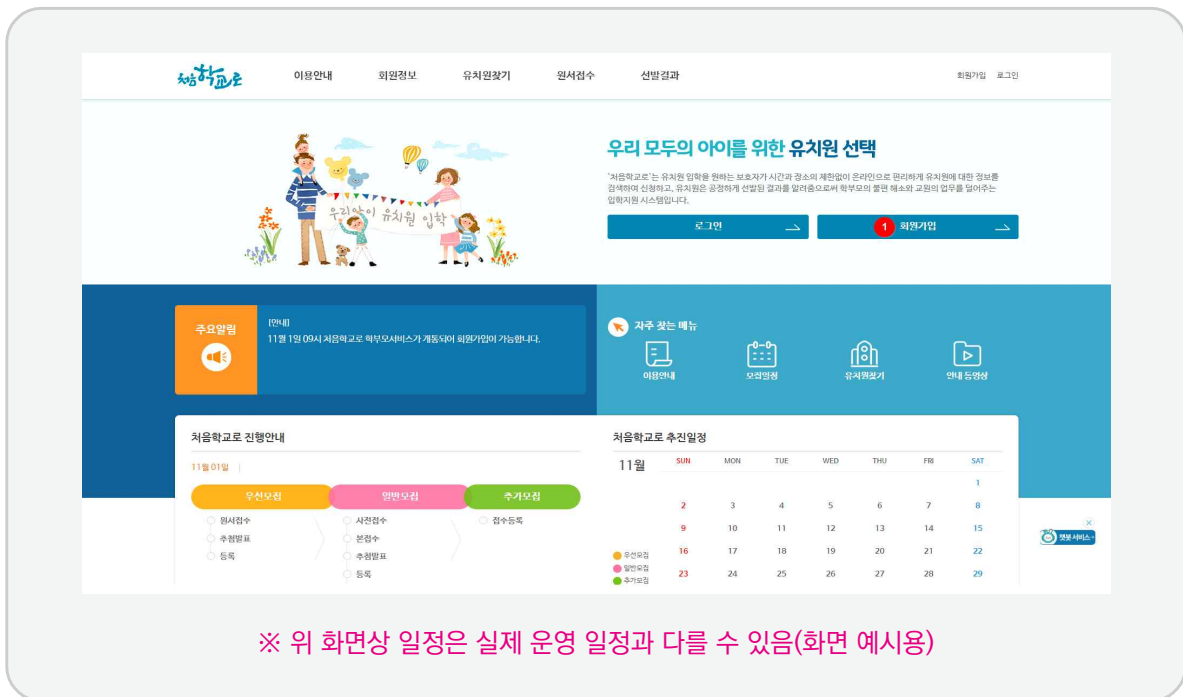 처음학교로
이용안내 회원정보 유치원찾기 원서접수 선발결과 회원가입 로그인
우리아이 유치원 입학
우리 모두의 아이를 위한 유치원 선택
'처음학교로'는 유치원 입학을 원하는 보호자가 시간과 장소의 제한없이 온라인으로 편리하게 유치원에 대한 정보를
검색하여 신청하고, 유치원은 공정하게 선발된 결과를 알려줌으로써 학부모의 불편 해소와 교원의 업무를 덜어주는
입학지원 시스템입니다.
로그인 1 회원가입
주요알림
[안내]
11월 1일 09시 처음학교로 학부모서비스가 개통되어 회원가입이 가능합니다.
자주 찾는 메뉴
이용안내 모집일정 유치원찾기 안내 동영상
처음학교로 진행안내
11월 01일
우선모집 일반모집 추가모집
원서접수 사전접수 접수등록
추첨발표 본접수
등록 추첨발표
등록
처음학교로 추진일정
11월 SUN MON TUE WED THU FRI SAT
1
2 3 4 5 6 7 8
9 10 11 12 13 14 15
16 17 18 19 20 21 22
23 24 25 26 27 28 29
우선모집
일반모집
추가모집
챗봇 서비스
※ 위 화면상 일정은 실제 운영 일정과 다를 수 있음(화면 예시용)